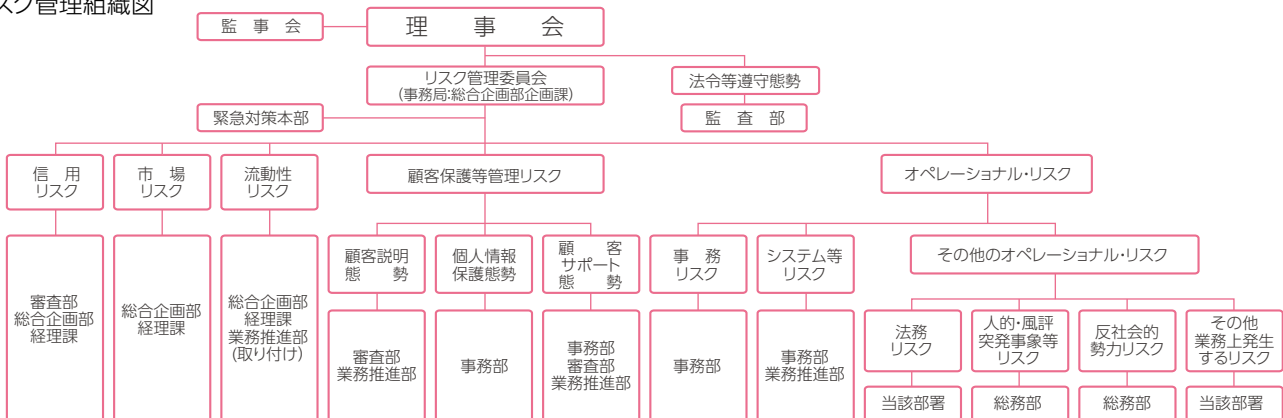 スク管理組織図
監事会
理事会
リスク管理委員会
(事務局:総合企画部企画課)
法令等遵守態勢
緊急対策本部
監査部
信用
リスク
市場
リスク
流動性
リスク
顧客保護等管理リスク
オペレーショナル・リスク
顧客説明
態勢
個人情報
保護態勢
顧客
サポート
態勢
事務
リスク
システム等
リスク
その他のオペレーショナル・リスク
審査部
総合企画部
経理課
総合企画部
経理課
総合企画部
経理課
業務推進部
(取り付け)
審査部
業務推進部
事務部
事務部
審査部
業務推進部
事務部
事務部
業務推進部
法務
リスク
人的・風評
突発事象等
リスク
反社会的
勢力リスク
その他
業務上発生
するリスク
当該部署
総務部
総務部
当該部署